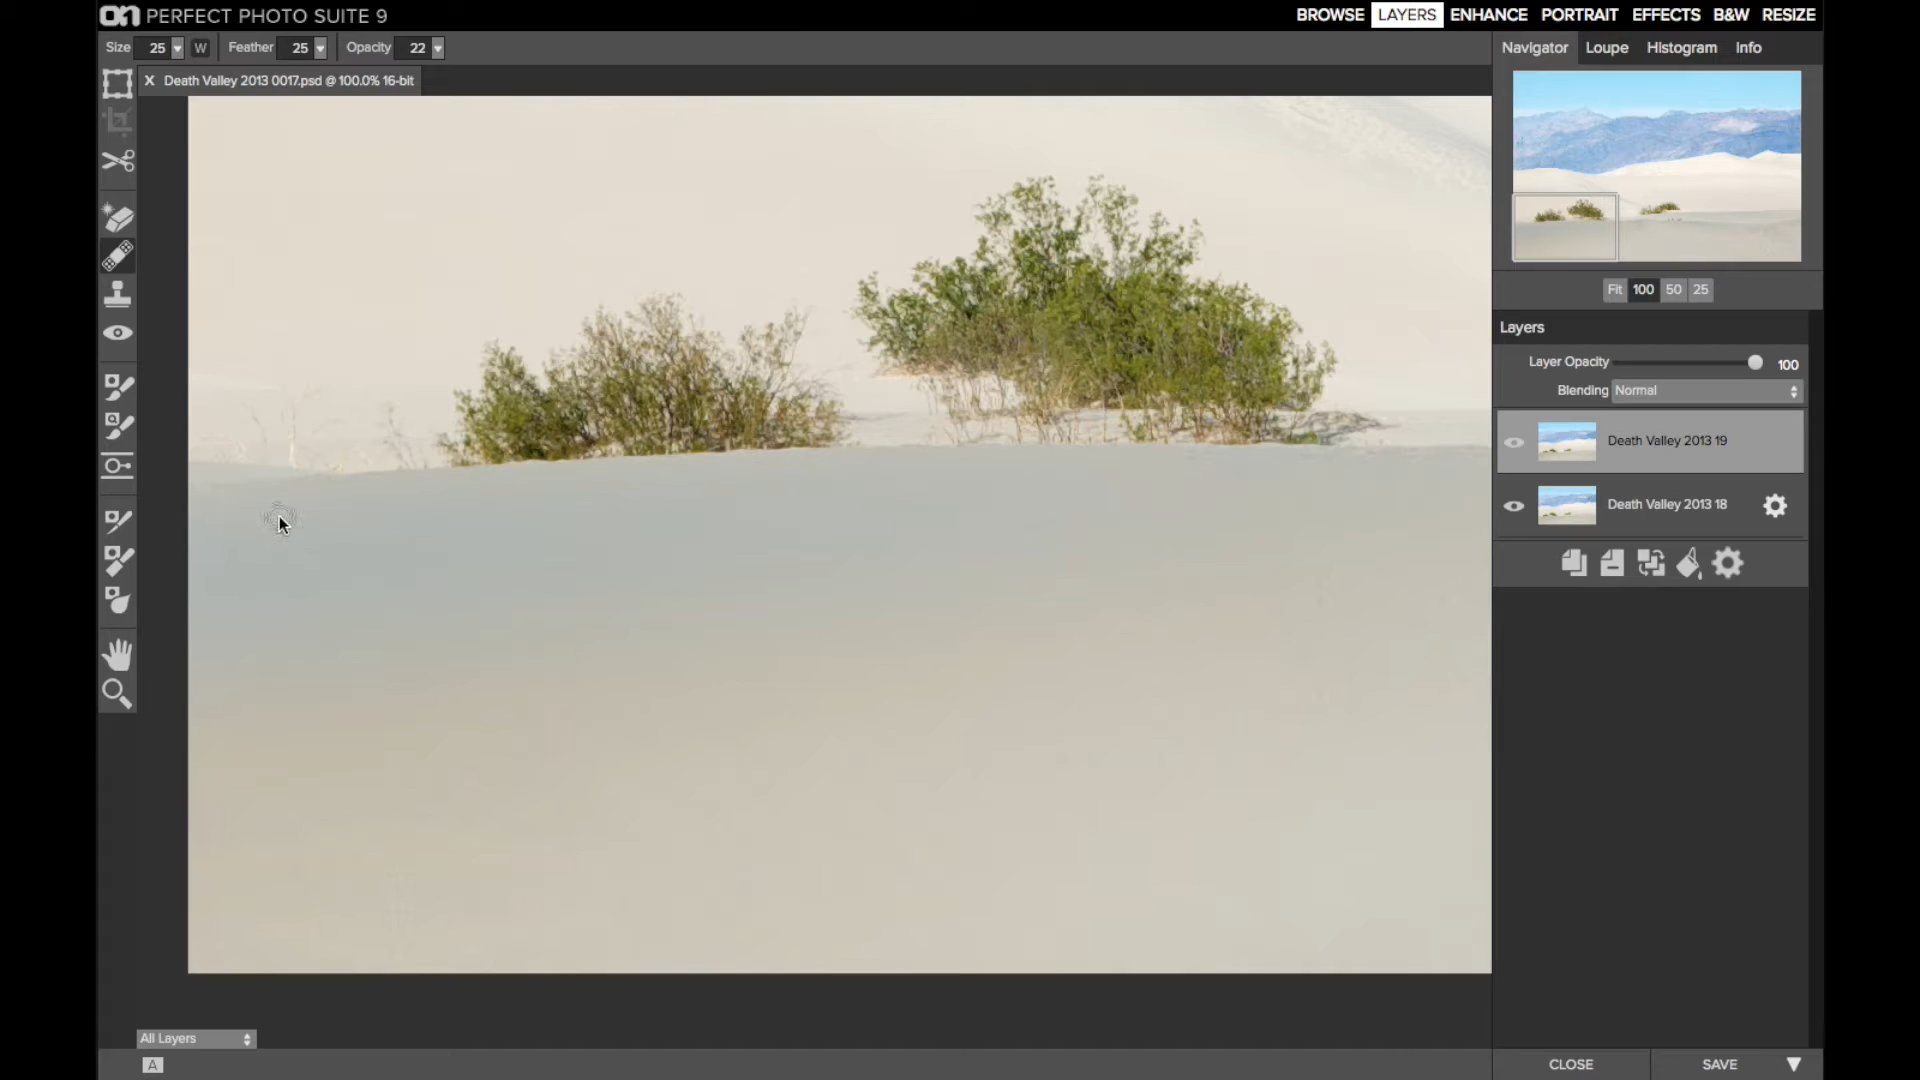 on PERFECT PHOTO SUITE 9
BROWSE LAYERS ENHANCE PORTRAIT EFFECTS B&W RESIZE
Size 25 W Feather 25 Opacity 22
Navigator Loupe Histogram Info
X Death Valley 2013 0017.psd @ 100.0% 16-bit
Fit 100 50 25
Layers
Layer Opacity 100
Blending Normal
Death Valley 2013 19
Death Valley 2013 18
All Layers
A
CLOSE SAVE